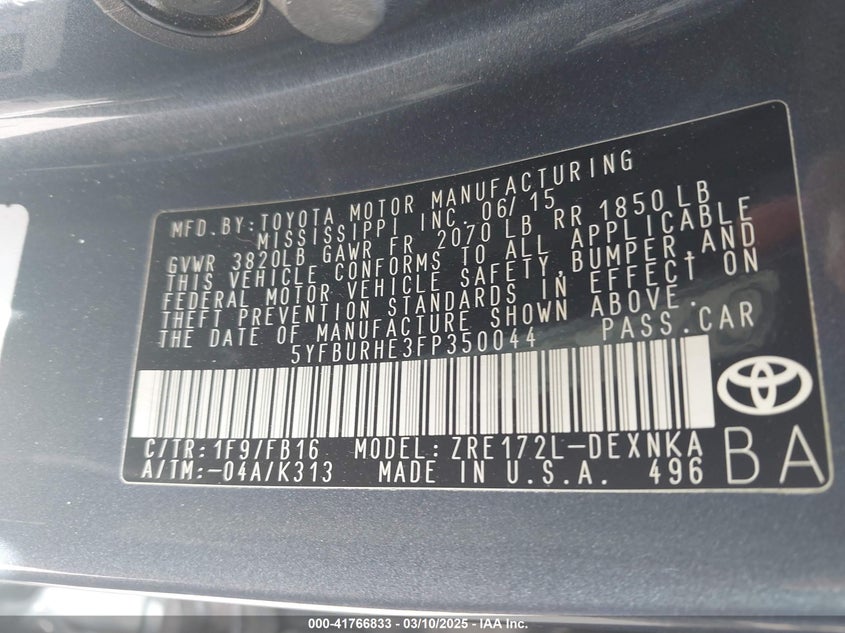 MFD.BY:TOYOTA MOTOR MANUFACTURING
MISSISSIPPI INC. 06/15
GVWR 3820LB GAWR FR 2070 LB RR 1850 LB
THIS VEHICLE CONFORMS TO ALL APPLICABLE
FEDERAL MOTOR VEHICLE SAFETY,BUMPER,AND
THEFT PREVENTION STANDARDS IN EFFECT ON
THE DATE OF MANUFACTURE SHOWN ABOVE.
5YFBURHE3FP350044 PASS.CAR
C/TR:1F9/FB16 MODEL:ZRE172L-DEXNKA
A/TM:-04A/K313 MADE IN U.S.A. 496
BA
000-41766833 — 03/10/2025 — IAA Inc.